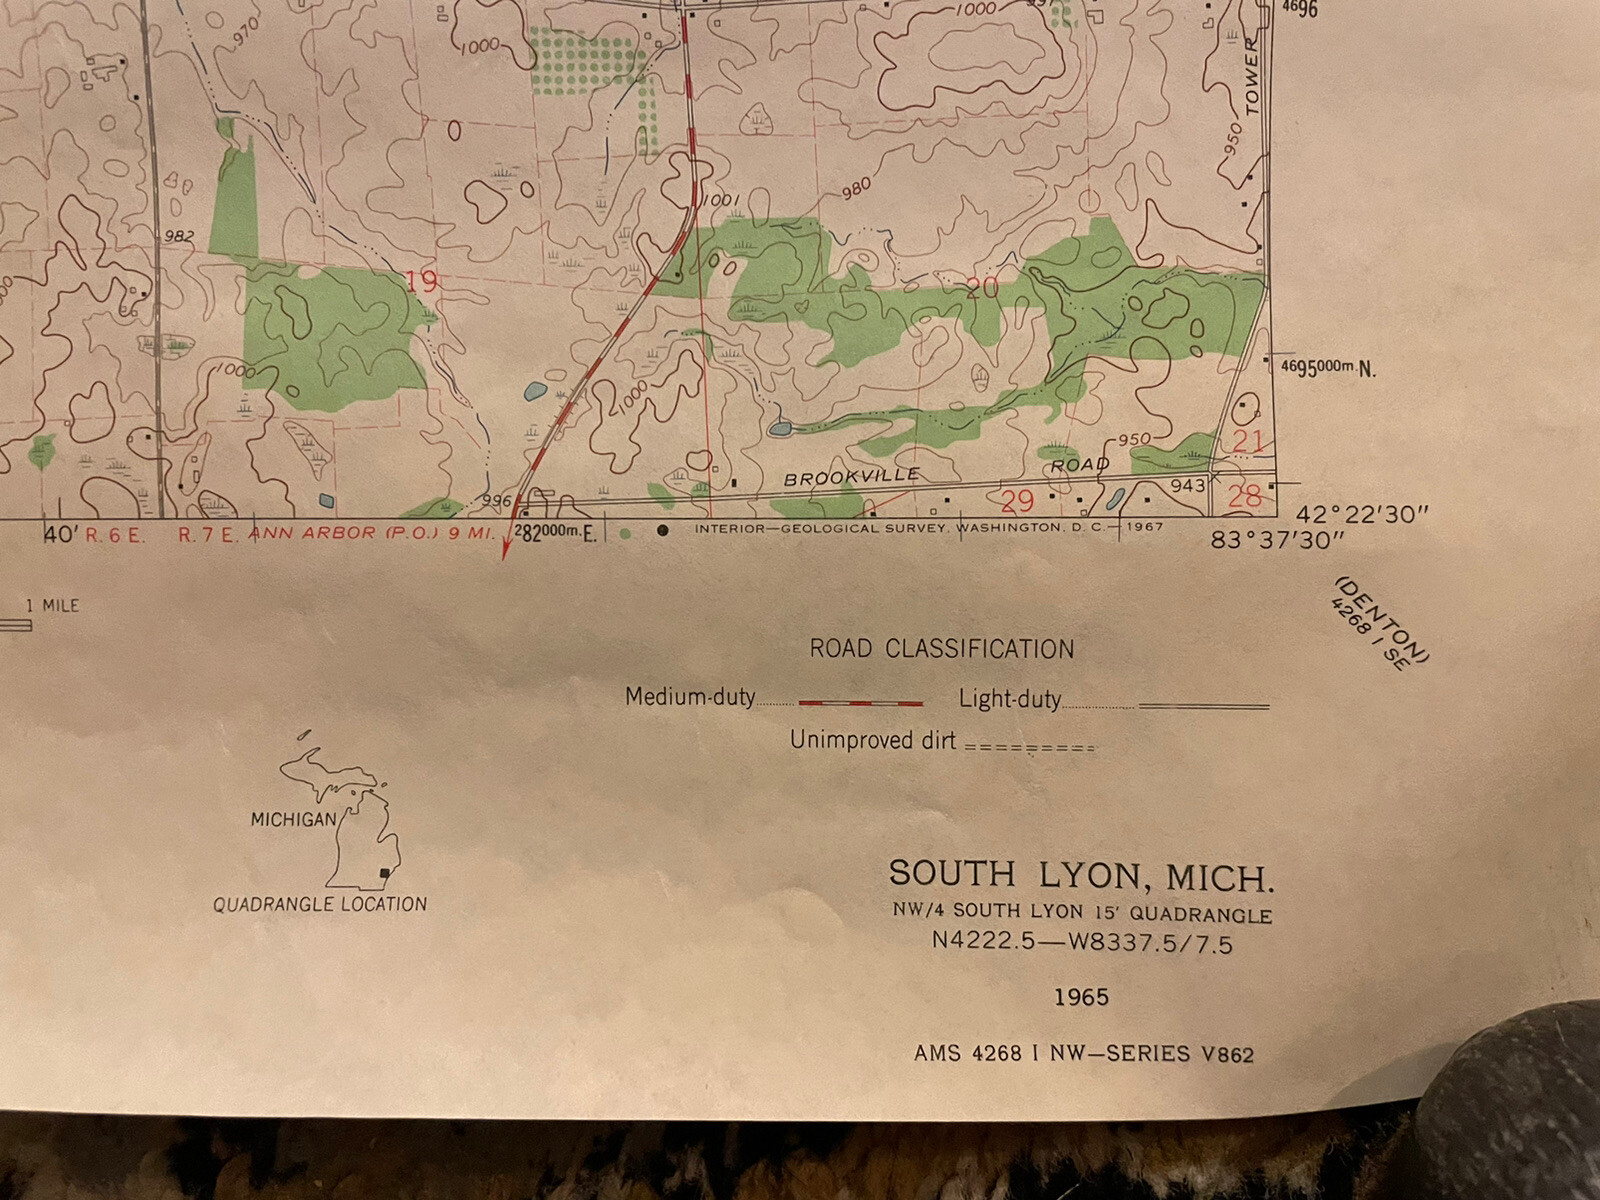 4696
1000
970
1000
TOWER
950
980
1001
982
19
20
1000
1000
4695000m.N.
950
21
BROOKVILLE ROAD
996
943
29
28
42°22'30"
40' R. 6 E. R. 7 E. ANN ARBOR (P.O.) 9 MI. 282000m.E. INTERIOR—GEOLOGICAL SURVEY, WASHINGTON, D. C.—1967
83°37'30"
(DENTON)
4268 I SE
1 MILE
ROAD CLASSIFICATION
Medium-duty Light-duty
Unimproved dirt
MICHIGAN
QUADRANGLE LOCATION
SOUTH LYON, MICH.
NW/4 SOUTH LYON 15' QUADRANGLE
N4222.5—W8337.5/7.5
1965
AMS 4268 I NW—SERIES V862